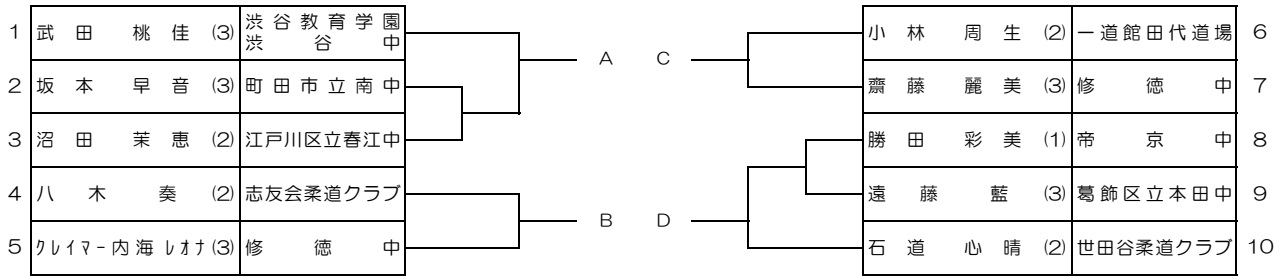 1 武田 桃佳 (3) 渋谷教育学園渋谷中
2 坂本 早音 (3) 町田市立南中
3 沼田 茉恵 (2) 江戸川区立春江中
4 八木 奏 (2) 志友会柔道クラブ
5 ｸﾚｲﾏｰ内海 ﾚｵﾅ (3) 修徳中
A
B
C
D
小林 周生 (2) 一道館田代道場 6
齋藤 麗美 (3) 修徳中 7
勝田 彩美 (1) 帝京中 8
遠藤 藍 (3) 葛飾区立本田中 9
石道 心晴 (2) 世田谷柔道クラブ 10